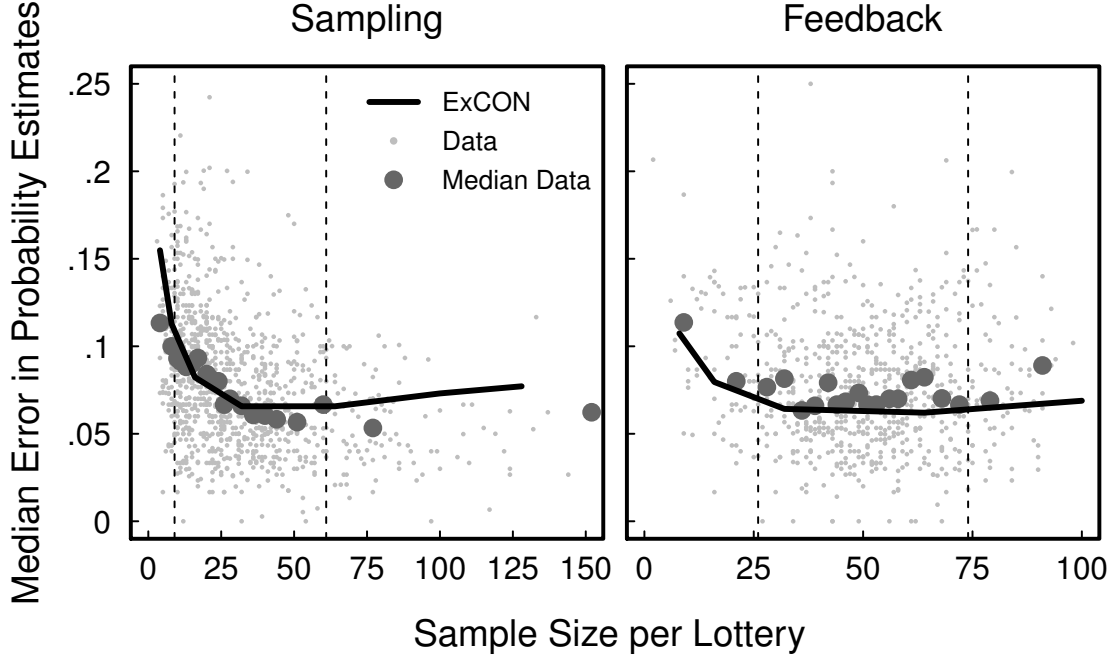 Sampling
Feedback
Median Error in Probability Estimates
.25
.2
.15
.1
.05
0
ExCON
Data
Median Data
0 25 50 75 100 125 150
0 25 50 75 100
Sample Size per Lottery